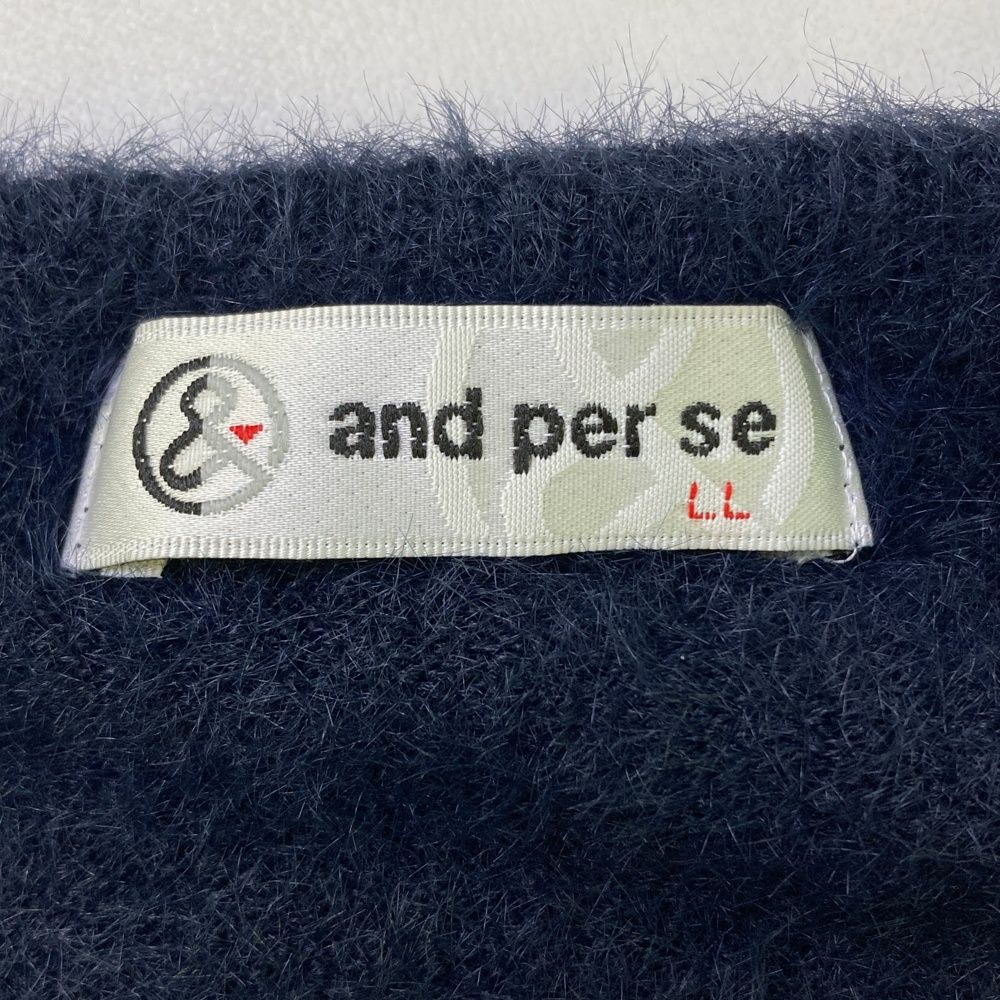 & and per se
L.L